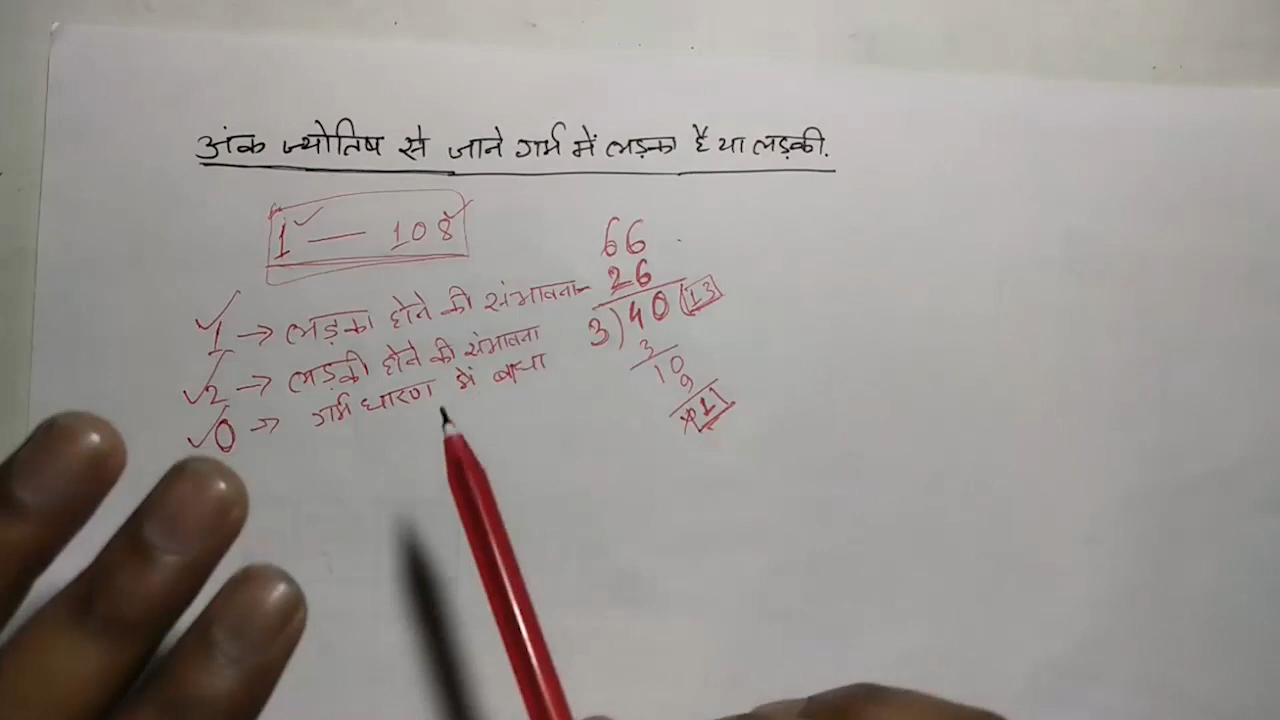 अंक ज्योतिष से जाने गर्भ में लड़का है या लड़की.
1 — 108
1 → लड़का होने की संभावना-
2 → लड़की होने की संभावना
0 → गर्भ धारण में बाधा
66
26
3) 40 (13
3
10
9
1